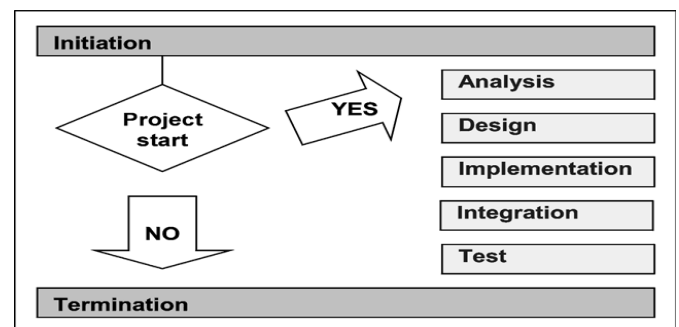 Initiation
Project
start
YES
NO
Analysis
Design
Implementation
Integration
Test
Termination